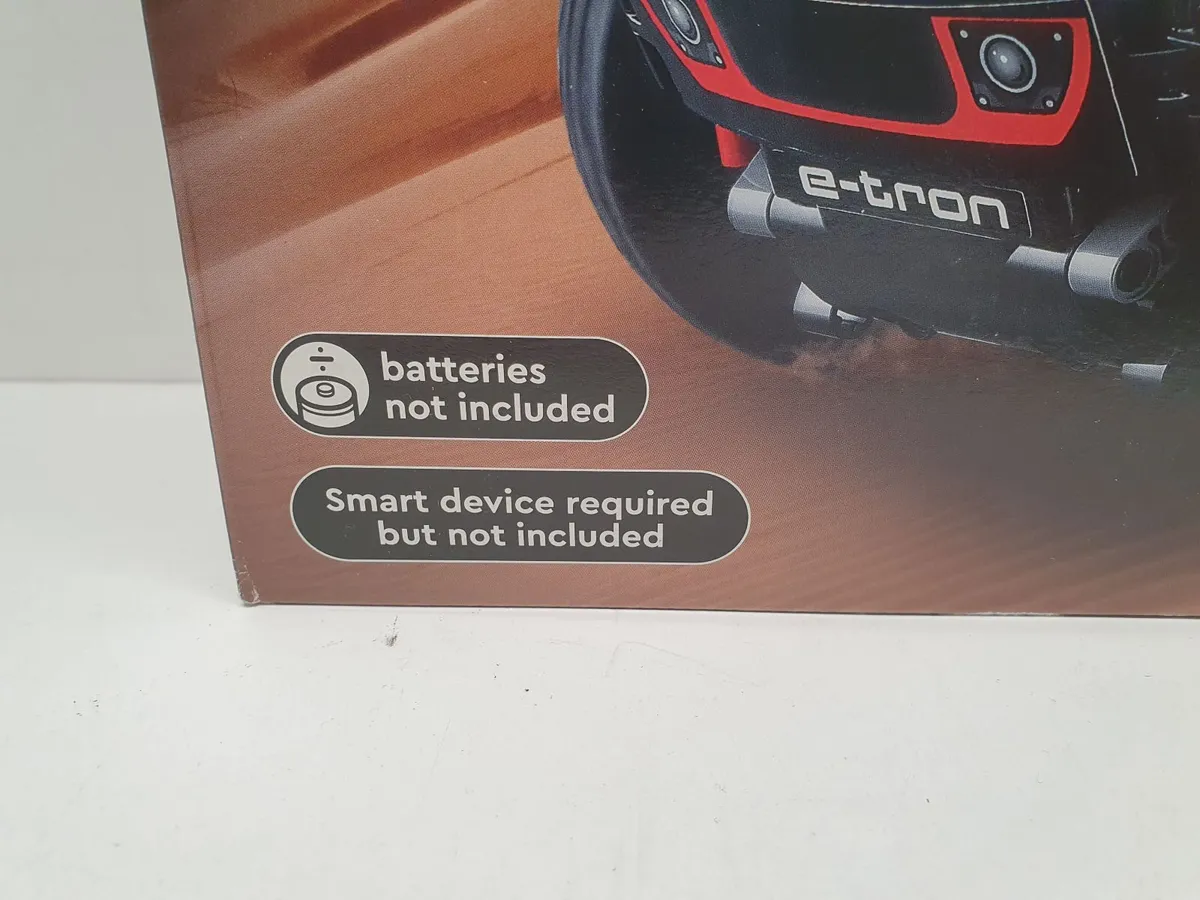 e-tron
batteries
not included
Smart device required
but not included